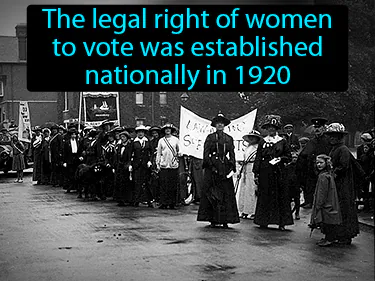 The legal right of women
to vote was established
nationally in 1920